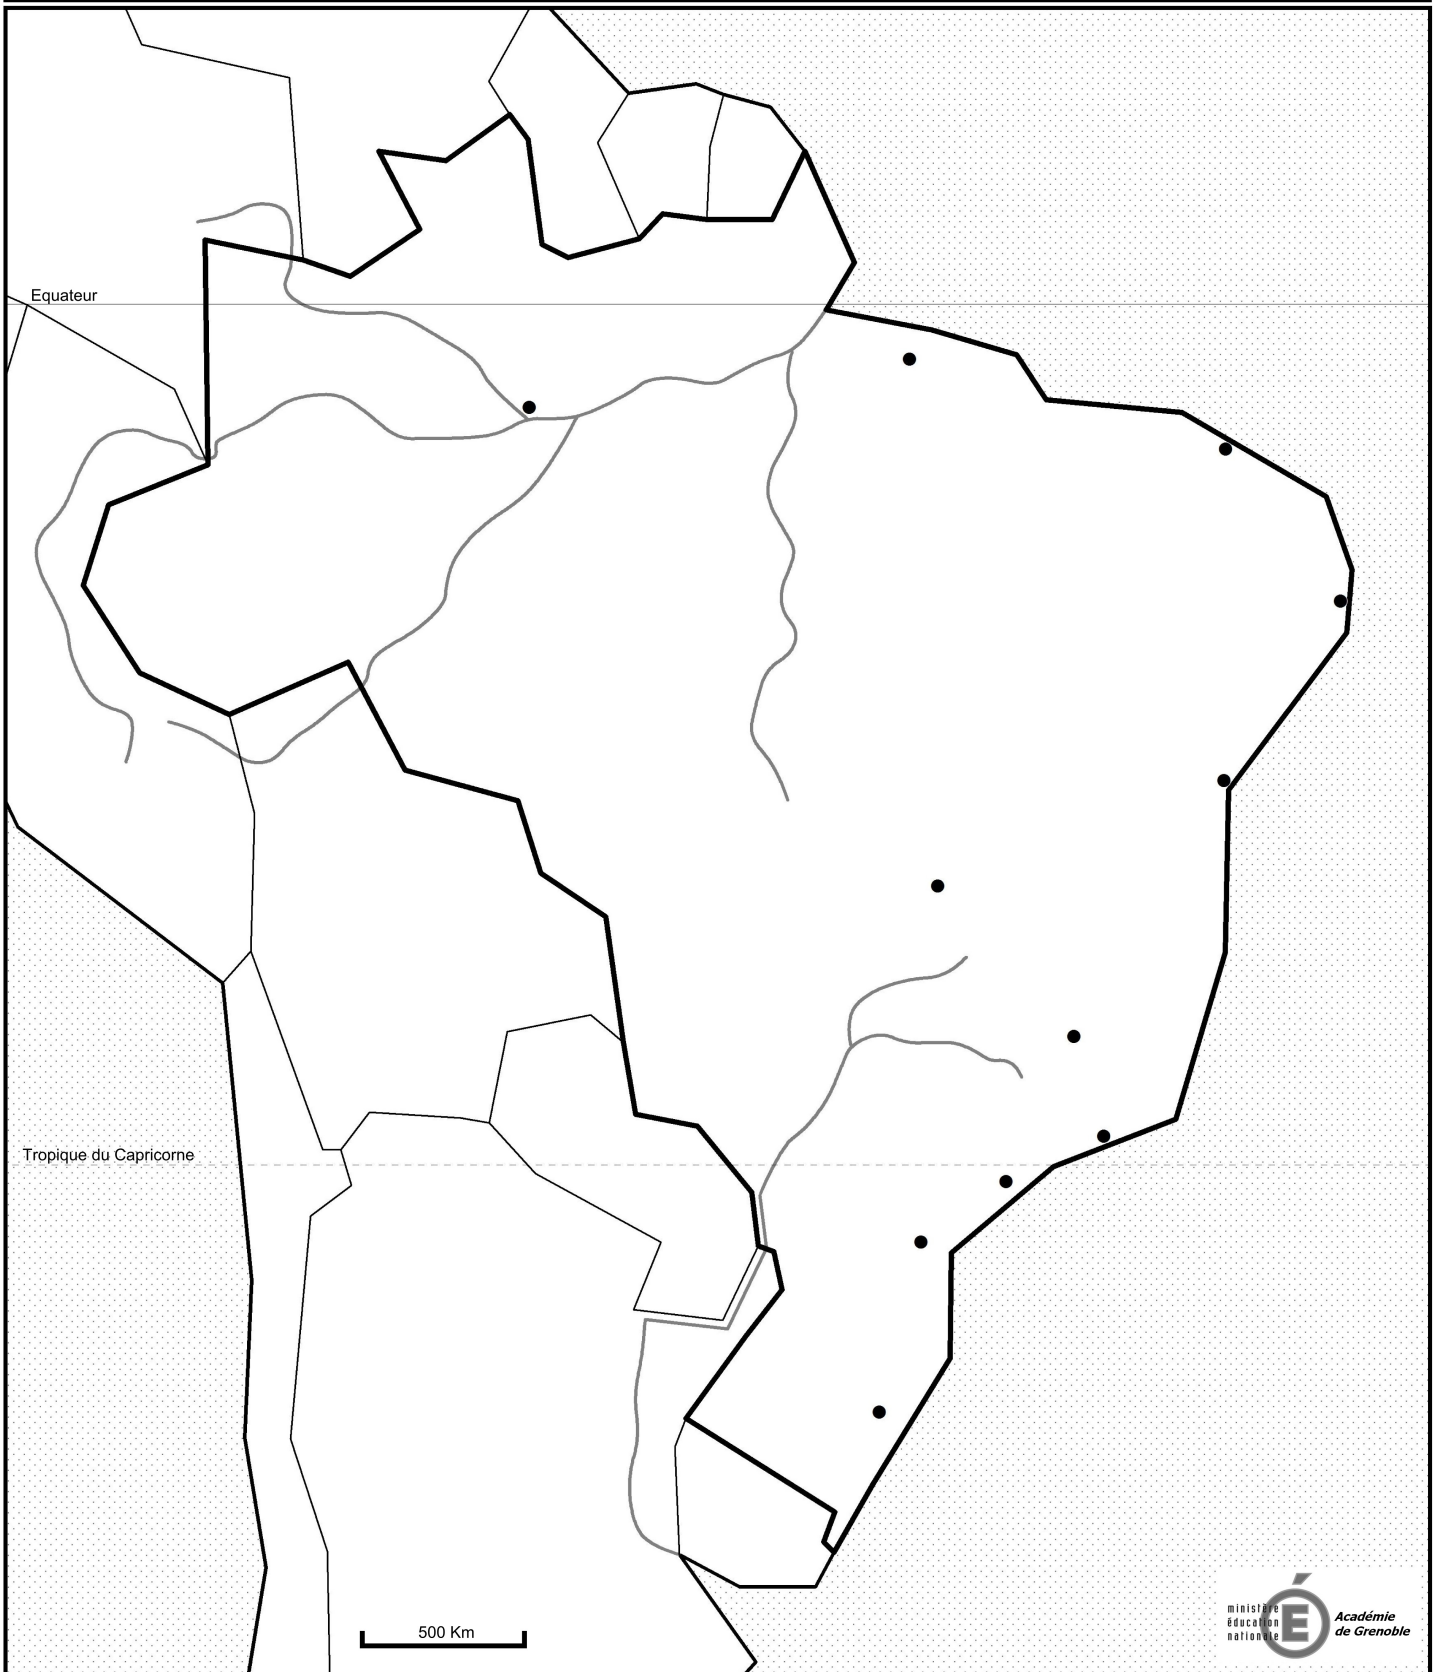 Equateur
Tropique du Capricorne
500 Km
ministère
éducation
nationale
É
Académie
de Grenoble